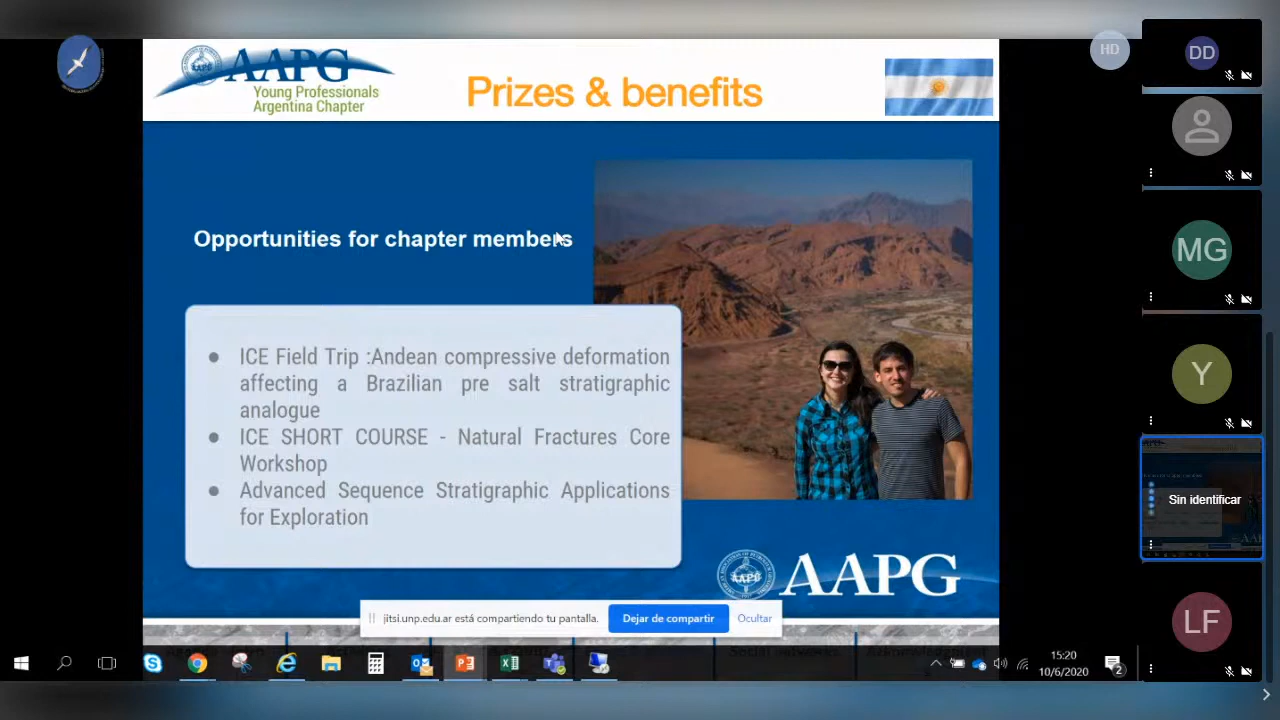 HD
DD
AAPG
Young Professionals
Argentina Chapter
Prizes & benefits
Opportunities for chapter members
ICE Field Trip :Andean compressive deformation
affecting a Brazilian pre salt stratigraphic
analogue
ICE SHORT COURSE - Natural Fractures Core
Workshop
Advanced Sequence Stratigraphic Applications
for Exploration
AAPG
MG
Y
Sin identificar
LF
jitsi.unp.edu.ar está compartiendo tu pantalla.
Dejar de compartir
Ocultar
15:20
10/6/2020
2